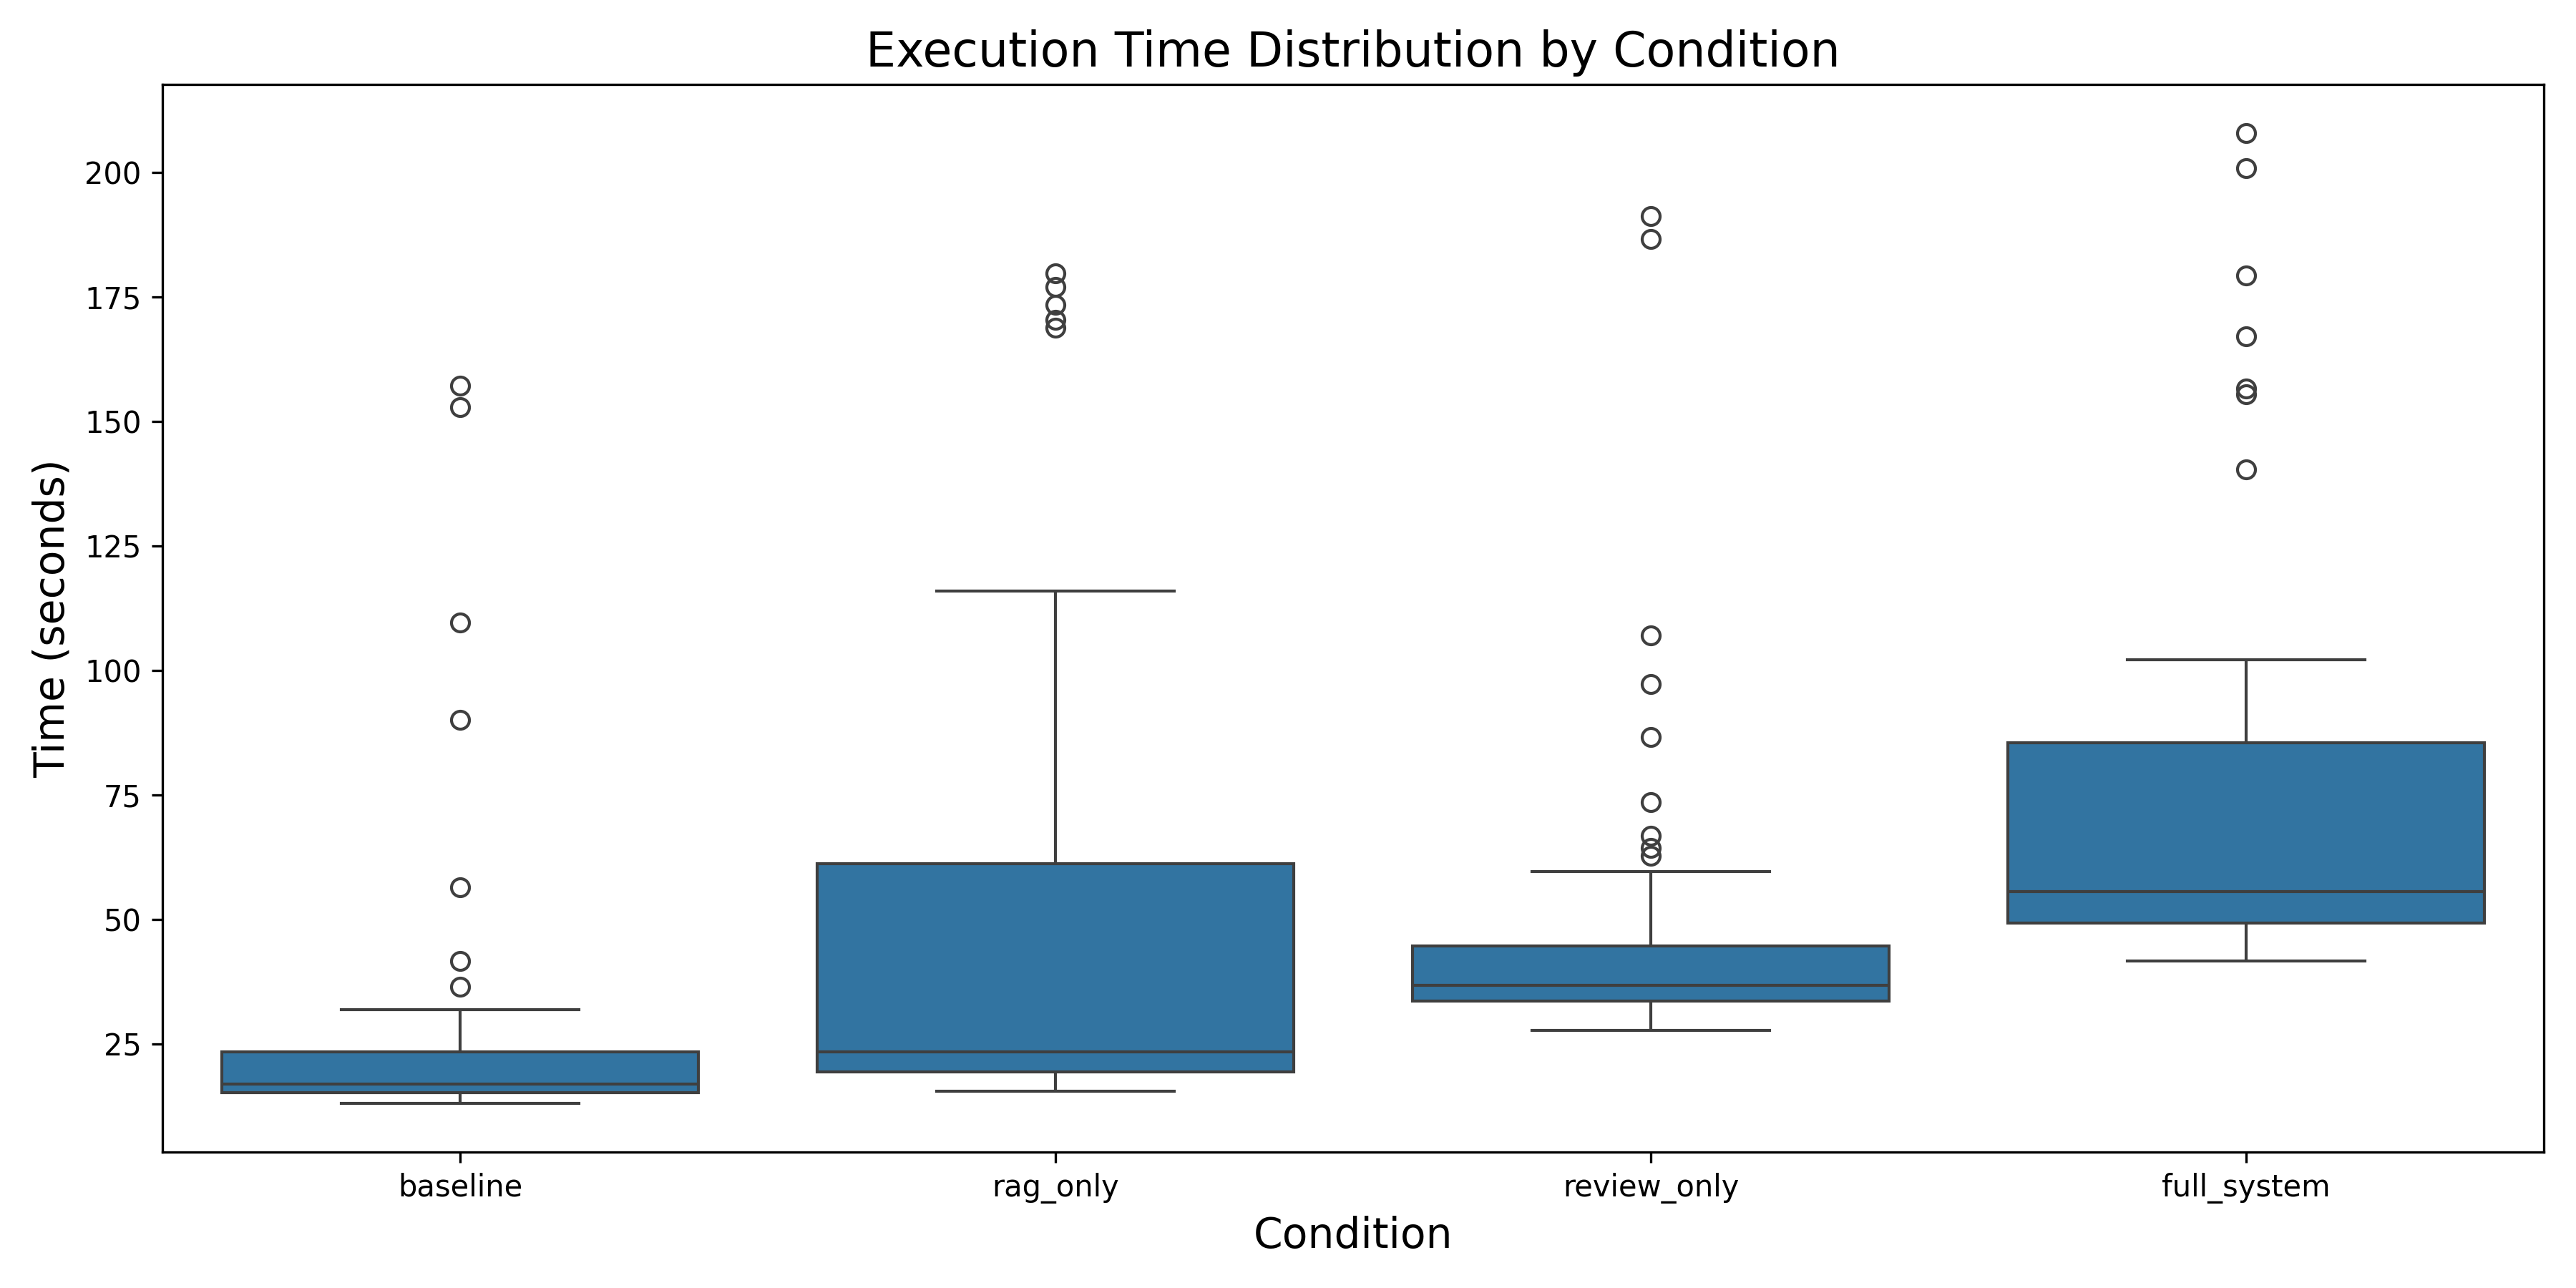 Execution Time Distribution by Condition
Time (seconds)
200
175
150
125
100
75
50
25
baseline rag_only review_only full_system
Condition